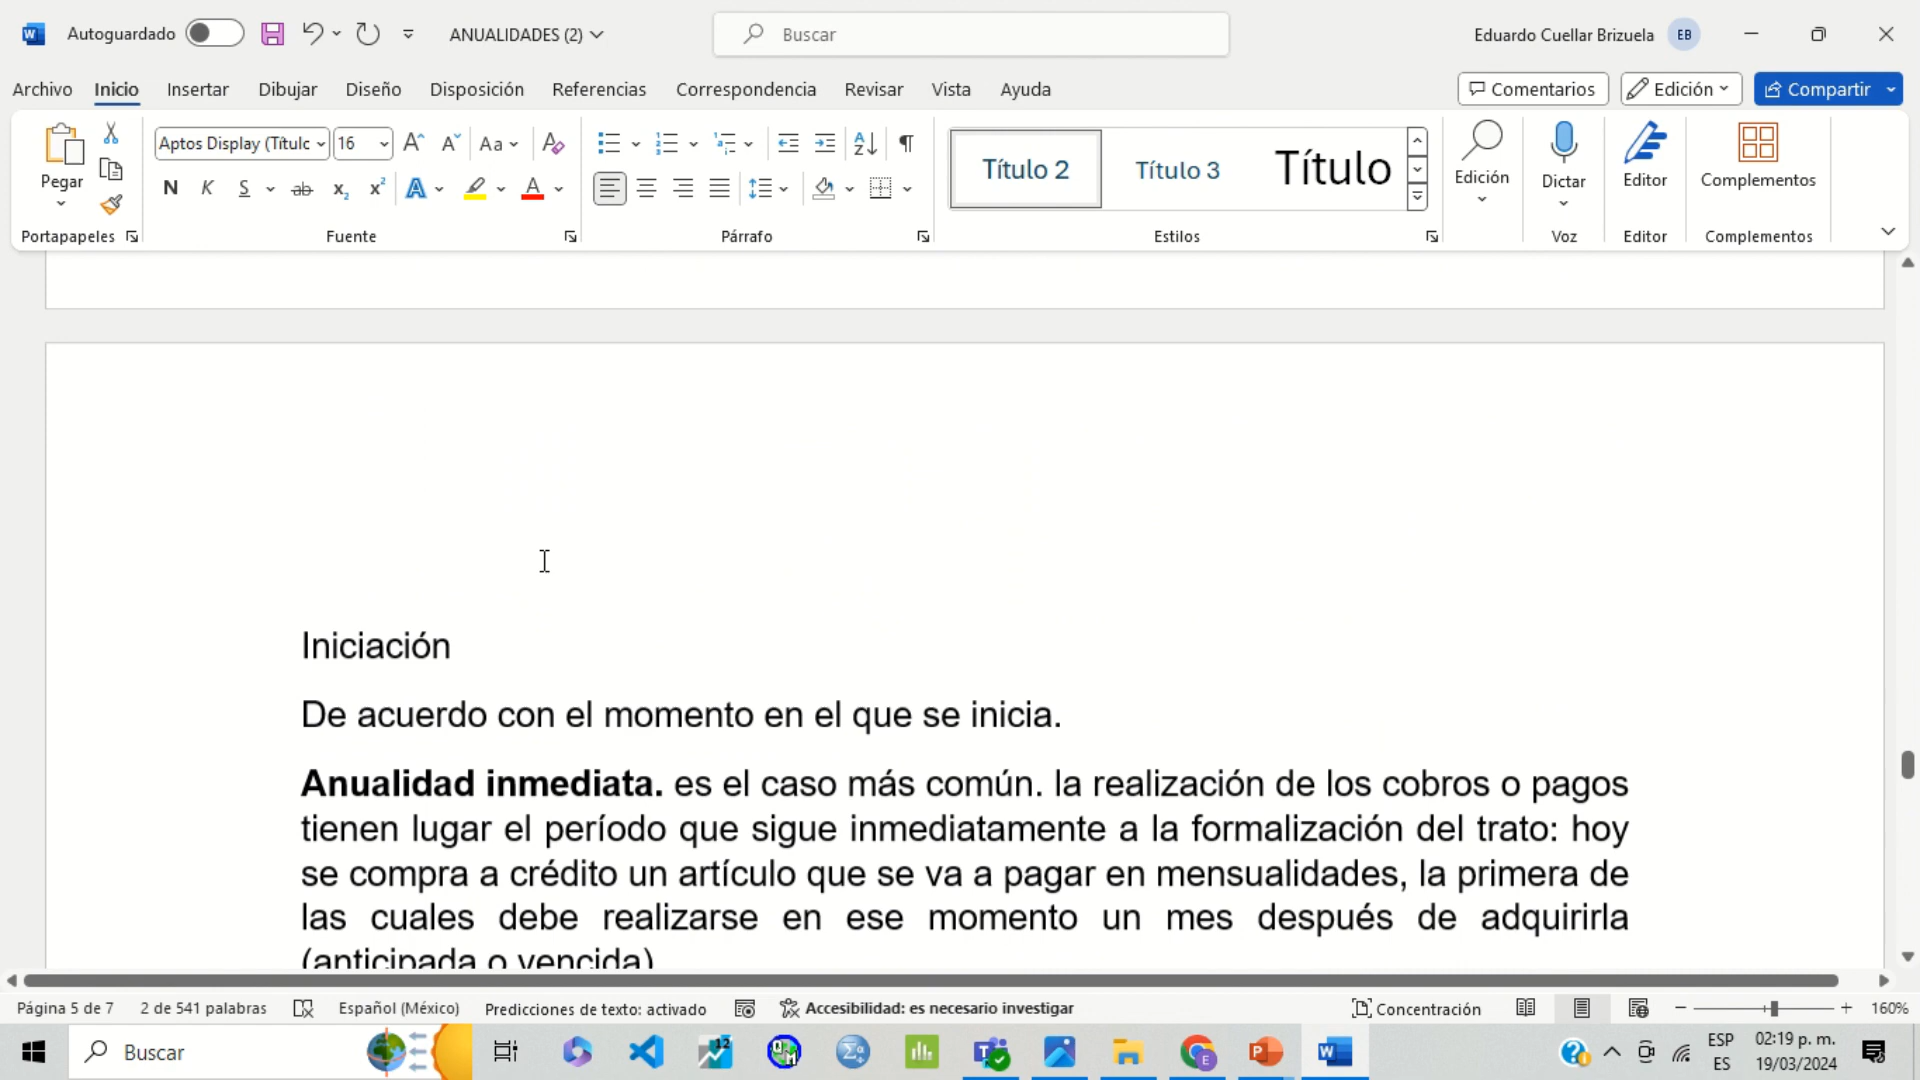 Autoguardado
ANUALIDADES (2)
Buscar
Eduardo Cuellar Brizuela
EB
Archivo
Inicio
Insertar
Dibujar
Diseño
Disposición
Referencias
Correspondencia
Revisar
Vista
Ayuda
Comentarios
Edición
Compartir
Pegar
Aptos Display (Títulc
16
Aa
N K S ab x₂ x²
Título 2
Título 3
Título
Edición
Dictar
Editor
Complementos
Portapapeles
Fuente
Párrafo
Estilos
Voz
Editor
Complementos
Iniciación
De acuerdo con el momento en el que se inicia.
Anualidad inmediata. es el caso más común. la realización de los cobros o pagos
tienen lugar el período que sigue inmediatamente a la formalización del trato: hoy
se compra a crédito un artículo que se va a pagar en mensualidades, la primera de
las cuales debe realizarse en ese momento un mes después de adquirirla
(anticipada o vencida)
Página 5 de 7
2 de 541 palabras
Español (México)
Predicciones de texto: activado
Accesibilidad: es necesario investigar
Concentración
160%
Buscar
ESP
ES
02:19 p. m.
19/03/2024